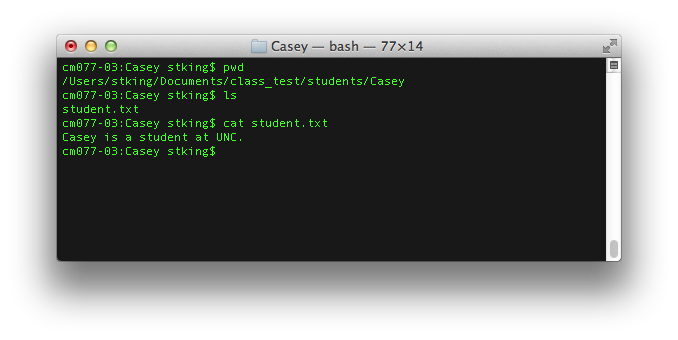 Casey — bash — 77×14
cm077-03:Casey stking$ pwd
/Users/stking/Documents/class_test/students/Casey
cm077-03:Casey stking$ ls
student.txt
cm077-03:Casey stking$ cat student.txt
Casey is a student at UNC.
cm077-03:Casey stking$